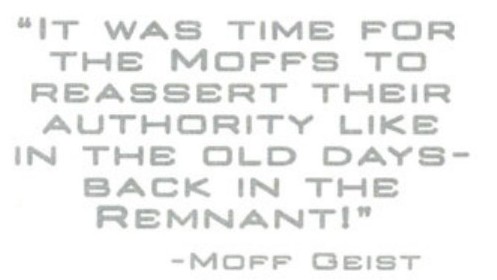 "IT WAS TIME FOR
THE MOFFS TO
REASSERT THEIR
AUTHORITY LIKE
IN THE OLD DAYS-
BACK IN THE
REMNANT!"
-MOFF GEIST